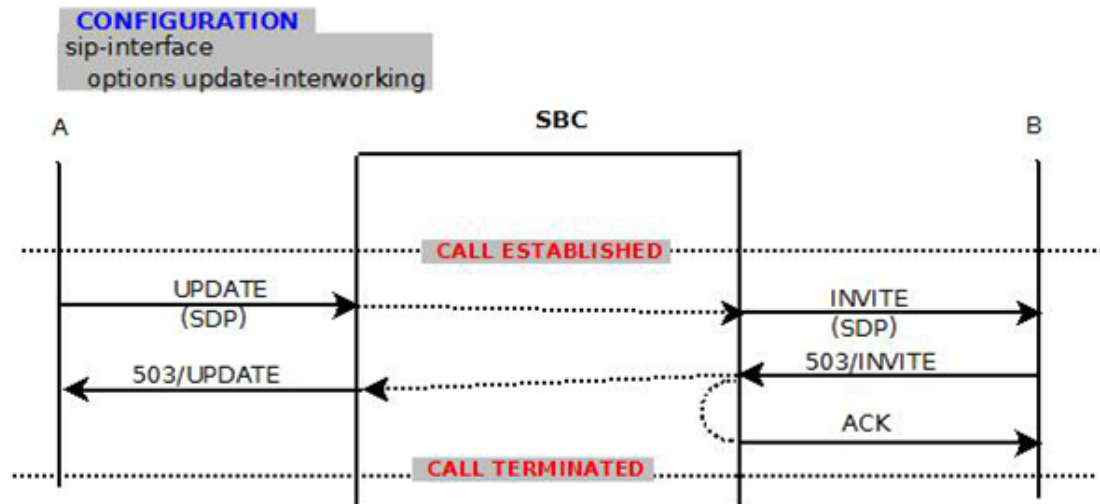 CONFIGURATION
sip-interface
options update-interworking
A
SBC
B
CALL ESTABLISHED
UPDATE
(SDP)
INVITE
(SDP)
503/UPDATE
503/INVITE
ACK
CALL TERMINATED